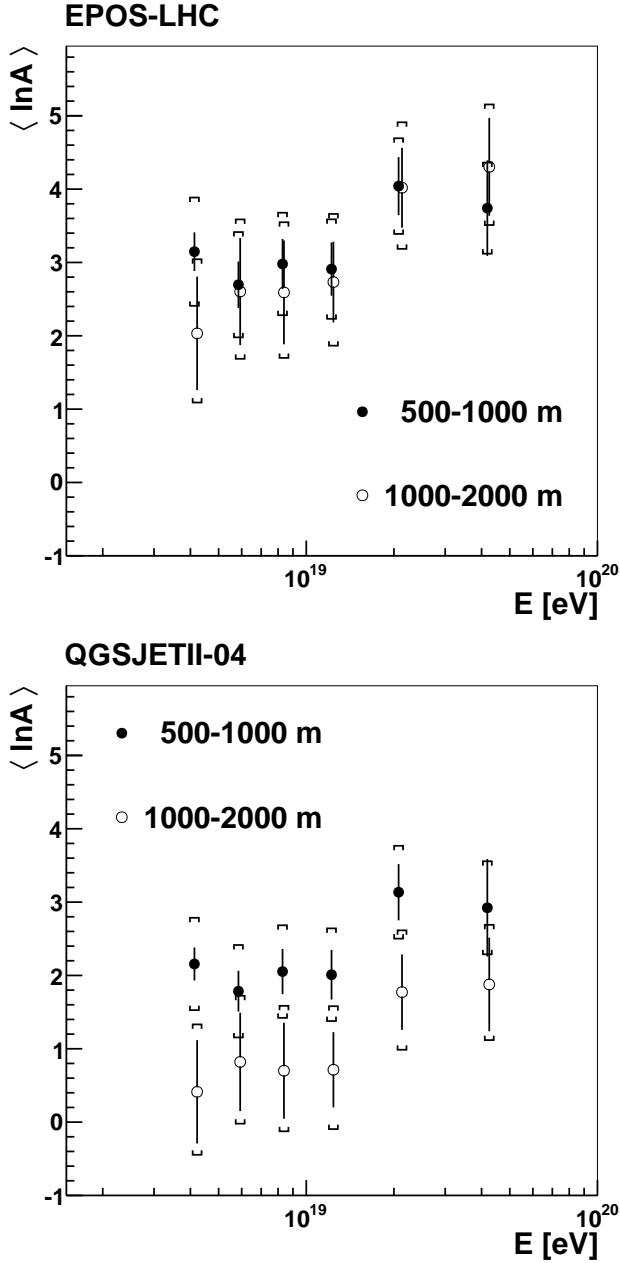 EPOS-LHC
⟨ lnA ⟩
5
4
3
2
1
0
-1
500-1000 m
1000-2000 m
10^19
10^20
E [eV]
QGSJETII-04
⟨ lnA ⟩
500-1000 m
1000-2000 m
5
4
3
2
1
0
-1
10^19
10^20
E [eV]